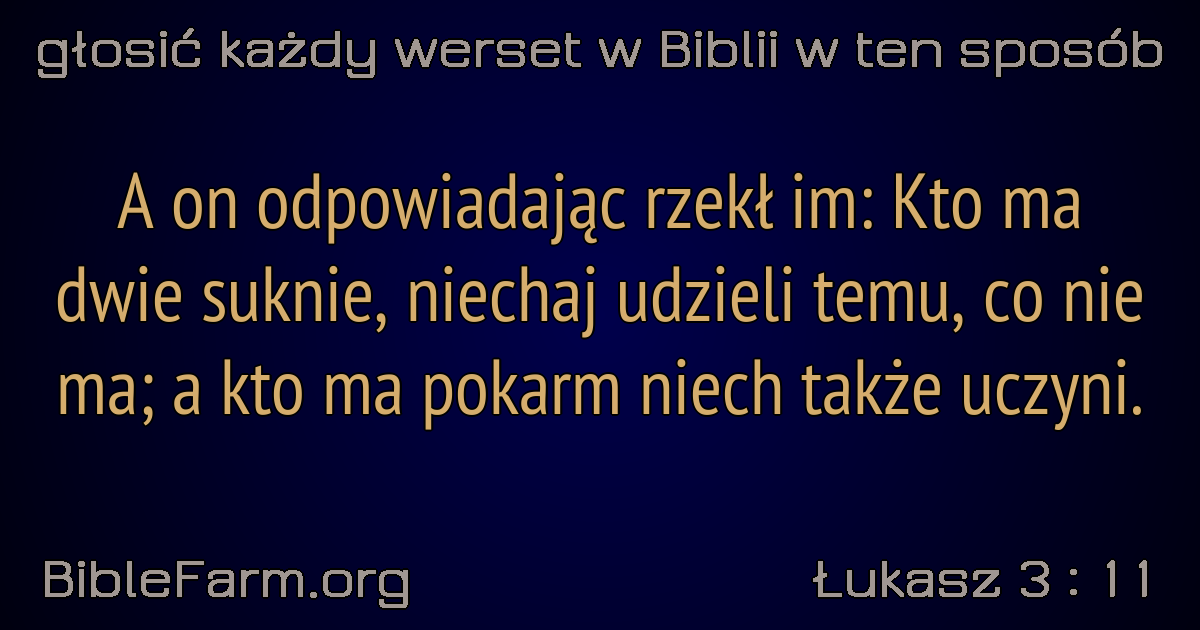 głosić każdy werset w Biblii w ten sposób
A on odpowiadając rzekł im: Kto ma
dwie suknie, niechaj udzieli temu, co nie
ma; a kto ma pokarm niech także uczyni.
BibleFarm.org
Łukasz 3 : 11